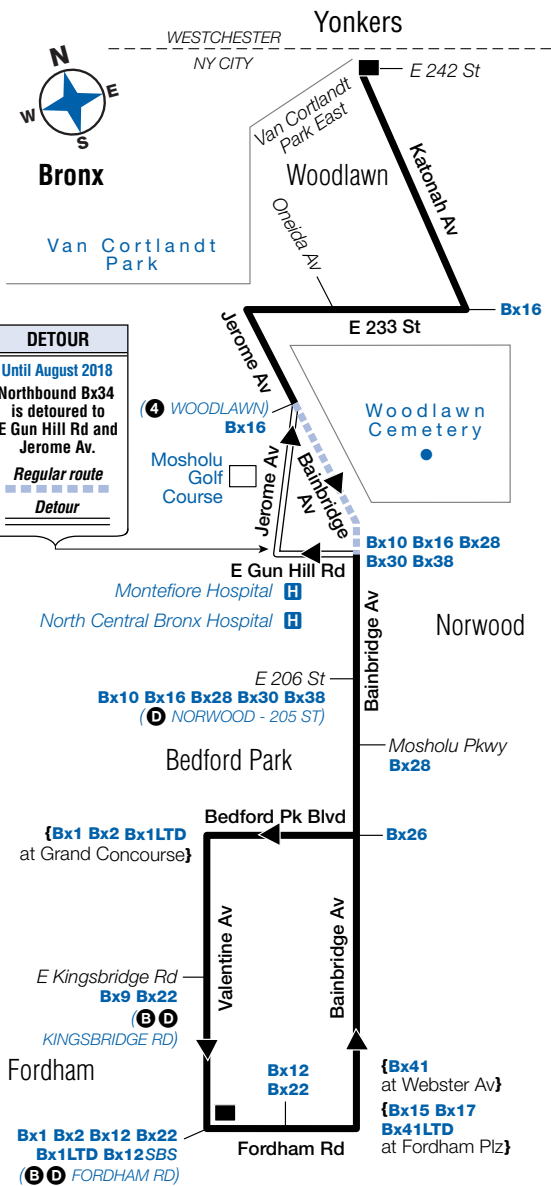 Yonkers
WESTCHESTER
NY CITY
N
E
W
S
E 242 St
Van Cortlandt
Park East
Bronx
Woodlawn
Katonah Av
Oneida Av
Van Cortlandt
Park
Bx16
E 233 St
Jerome Av
DETOUR
Until August 2018
Northbound Bx34
is detoured to
E Gun Hill Rd and
Jerome Av.
Regular route
Detour
(4 WOODLAWN)
Bx16
Woodlawn
Cemetery
Mosholu
Golf
Course
Jerome Av
Bainbridge
Av
Bx10 Bx16 Bx28
Bx30 Bx38
E Gun Hill Rd
Montefiore Hospital H
North Central Bronx Hospital H
Norwood
Bainbridge Av
E 206 St
Bx10 Bx16 Bx28 Bx30 Bx38
(D NORWOOD - 205 ST)
Mosholu Pkwy
Bx28
Bedford Park
Bedford Pk Blvd
{Bx1 Bx2 Bx1LTD
at Grand Concourse}
Bx26
Valentine Av
Bainbridge Av
E Kingsbridge Rd
Bx9 Bx22
(B D
KINGSBRIDGE RD)
Fordham
Bx12
Bx22
{Bx41
at Webster Av}
{Bx15 Bx17
Bx41LTD
at Fordham Plz}
Bx1 Bx2 Bx12 Bx22
Bx1LTD Bx12SBS
(B D FORDHAM RD)
Fordham Rd